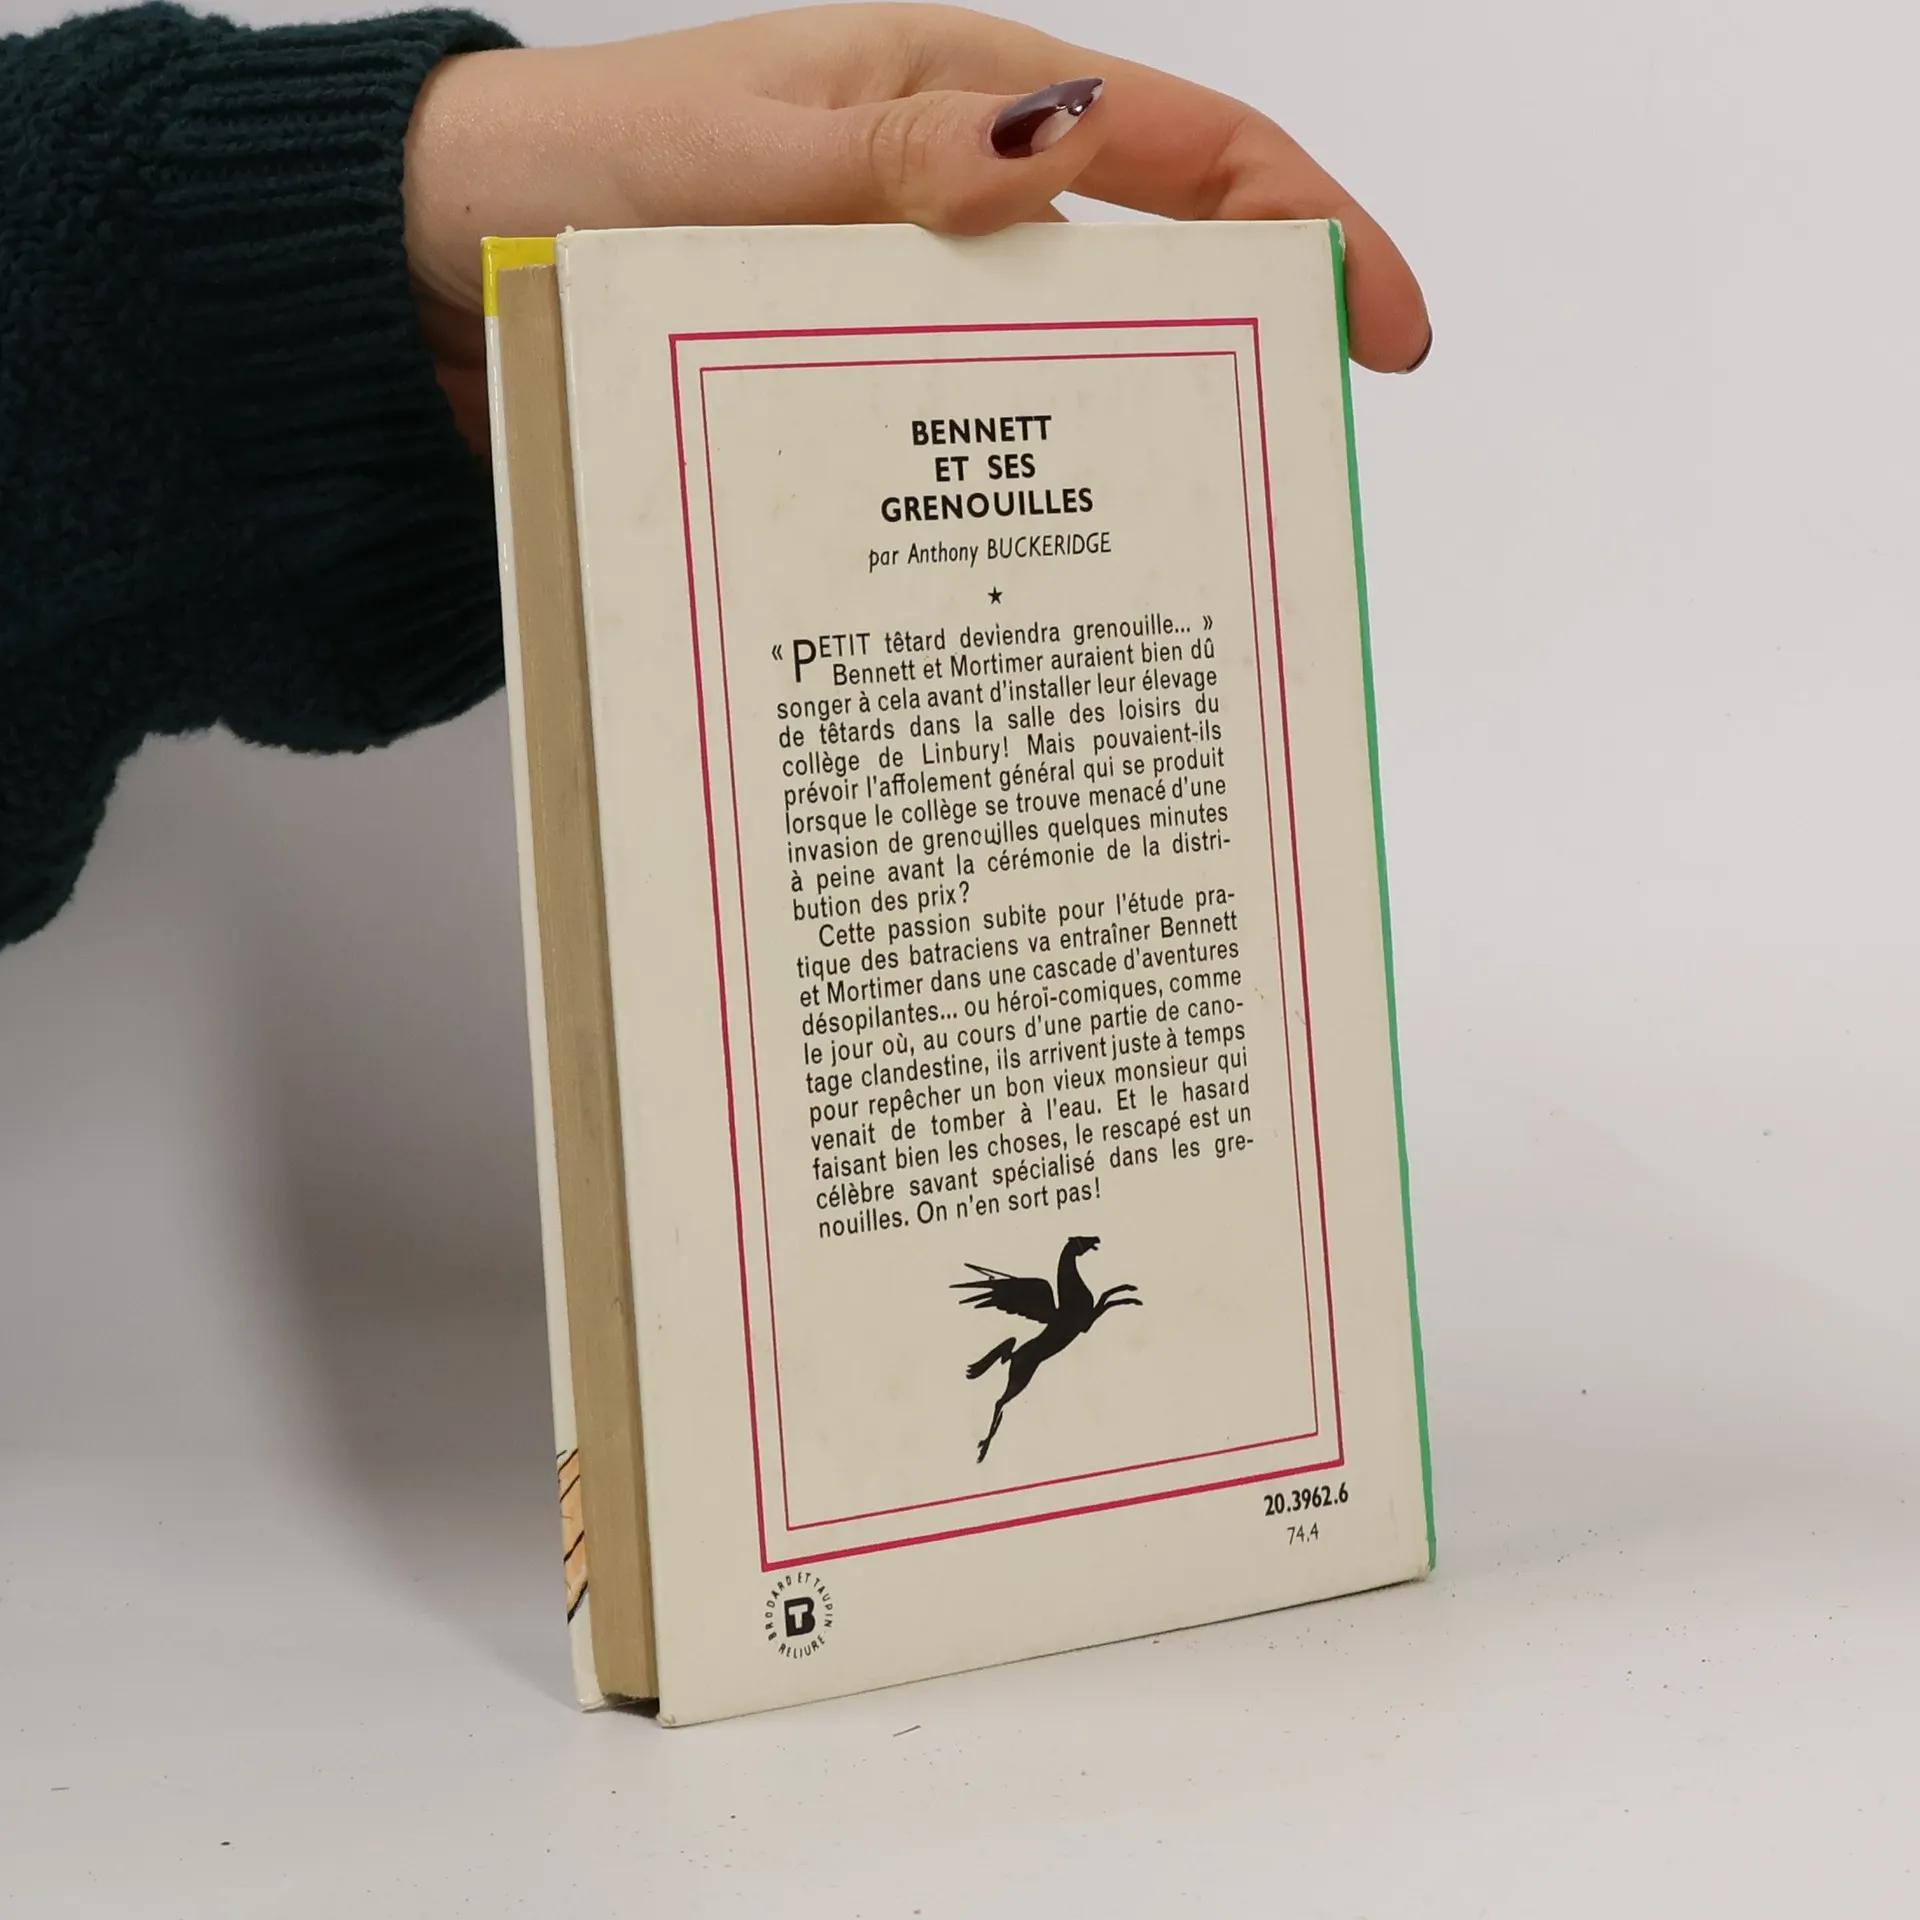 BENNETT
ET SES
GRENOUILLES
par Anthony BUCKERIDGE
★
« PETIT têtard deviendra grenouille... »
Bennett et Mortimer auraient bien dû
songer à cela avant d'installer leur élevage
de têtards dans la salle des loisirs du
collège de Linbury! Mais pouvaient-ils
prévoir l'affolement général qui se produit
lorsque le collège se trouve menacé d'une
invasion de grenouilles quelques minutes
à peine avant la cérémonie de la distri-
bution des prix?
Cette passion subite pour l'étude pra-
tique des batraciens va entraîner Bennett
et Mortimer dans une cascade d'aventures
désopilantes... ou héroï-comiques, comme
le jour où, au cours d'une partie de cano-
tage clandestine, ils arrivent juste à temps
pour repêcher un bon vieux monsieur qui
venait de tomber à l'eau. Et le hasard
faisant bien les choses, le rescapé est un
célèbre savant spécialisé dans les gre-
nouilles. On n'en sort pas!
20.3962.6
74.4
BRODARD ET TAUPIN
BT
RELIURE